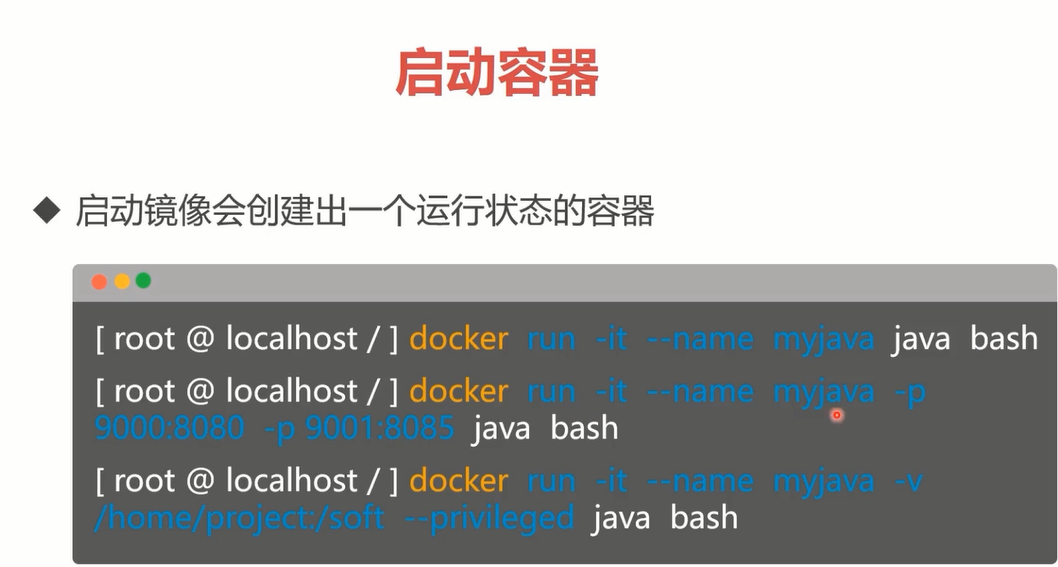 启动容器
◆ 启动镜像会创建出一个运行状态的容器
[ root @ localhost / ] docker run -it --name myjava java bash
[ root @ localhost / ] docker run -it --name myjava -p
9000:8080 -p 9001:8085 java bash
[ root @ localhost / ] docker run -it --name myjava -v
/home/project:/soft --privileged java bash